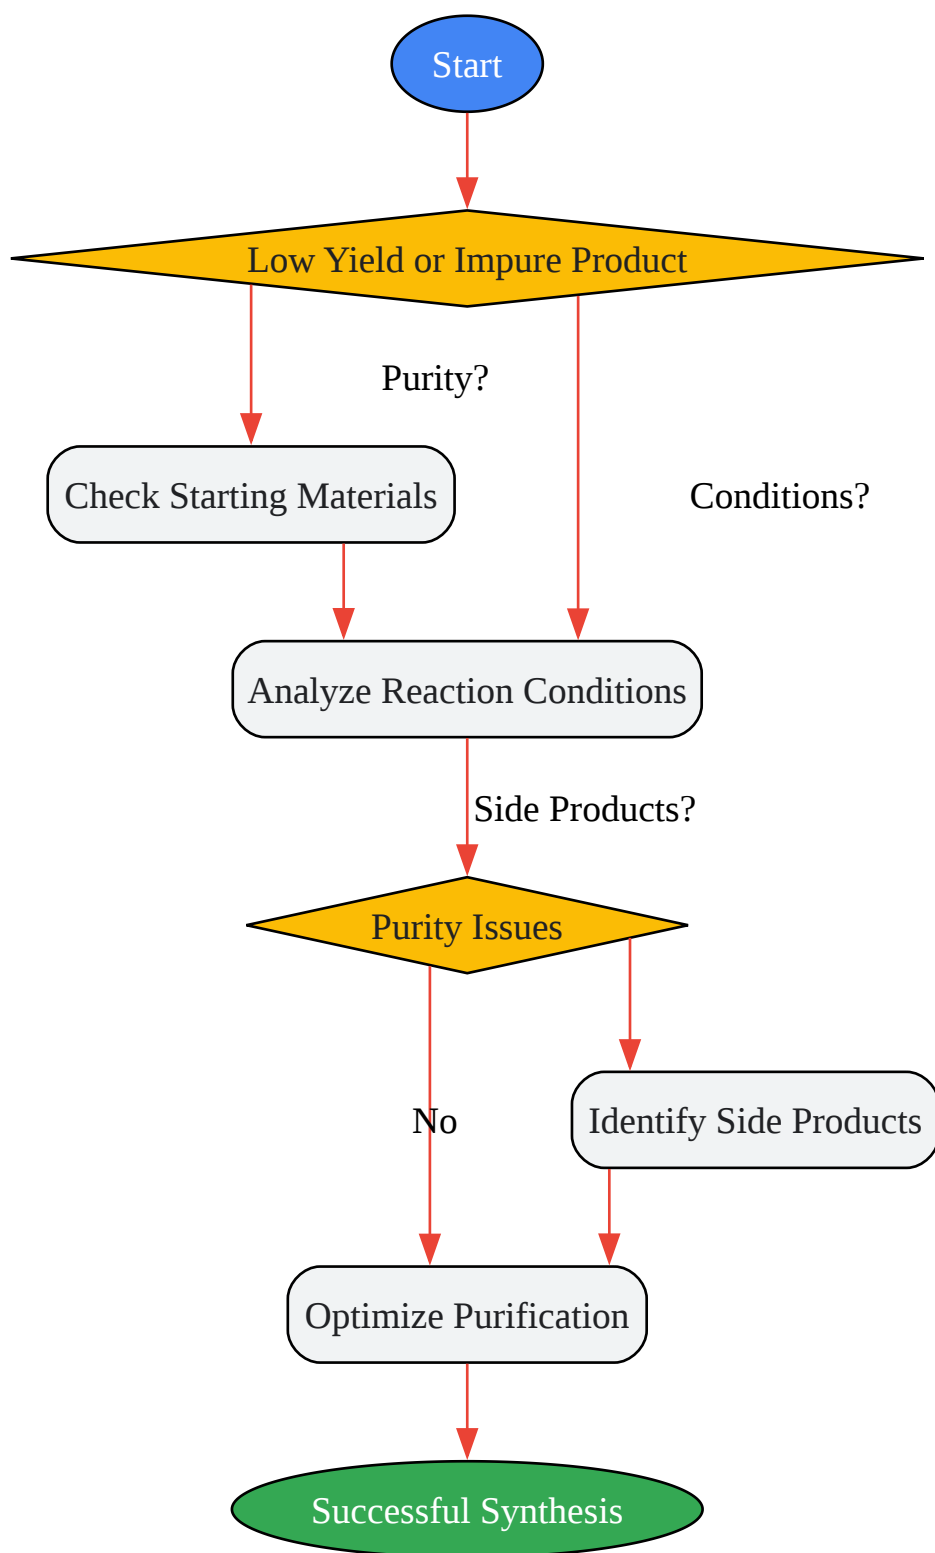 Start
Low Yield or Impure Product
Purity?
Check Starting Materials
Conditions?
Analyze Reaction Conditions
Side Products?
Purity Issues
No
Identify Side Products
Optimize Purification
Successful Synthesis